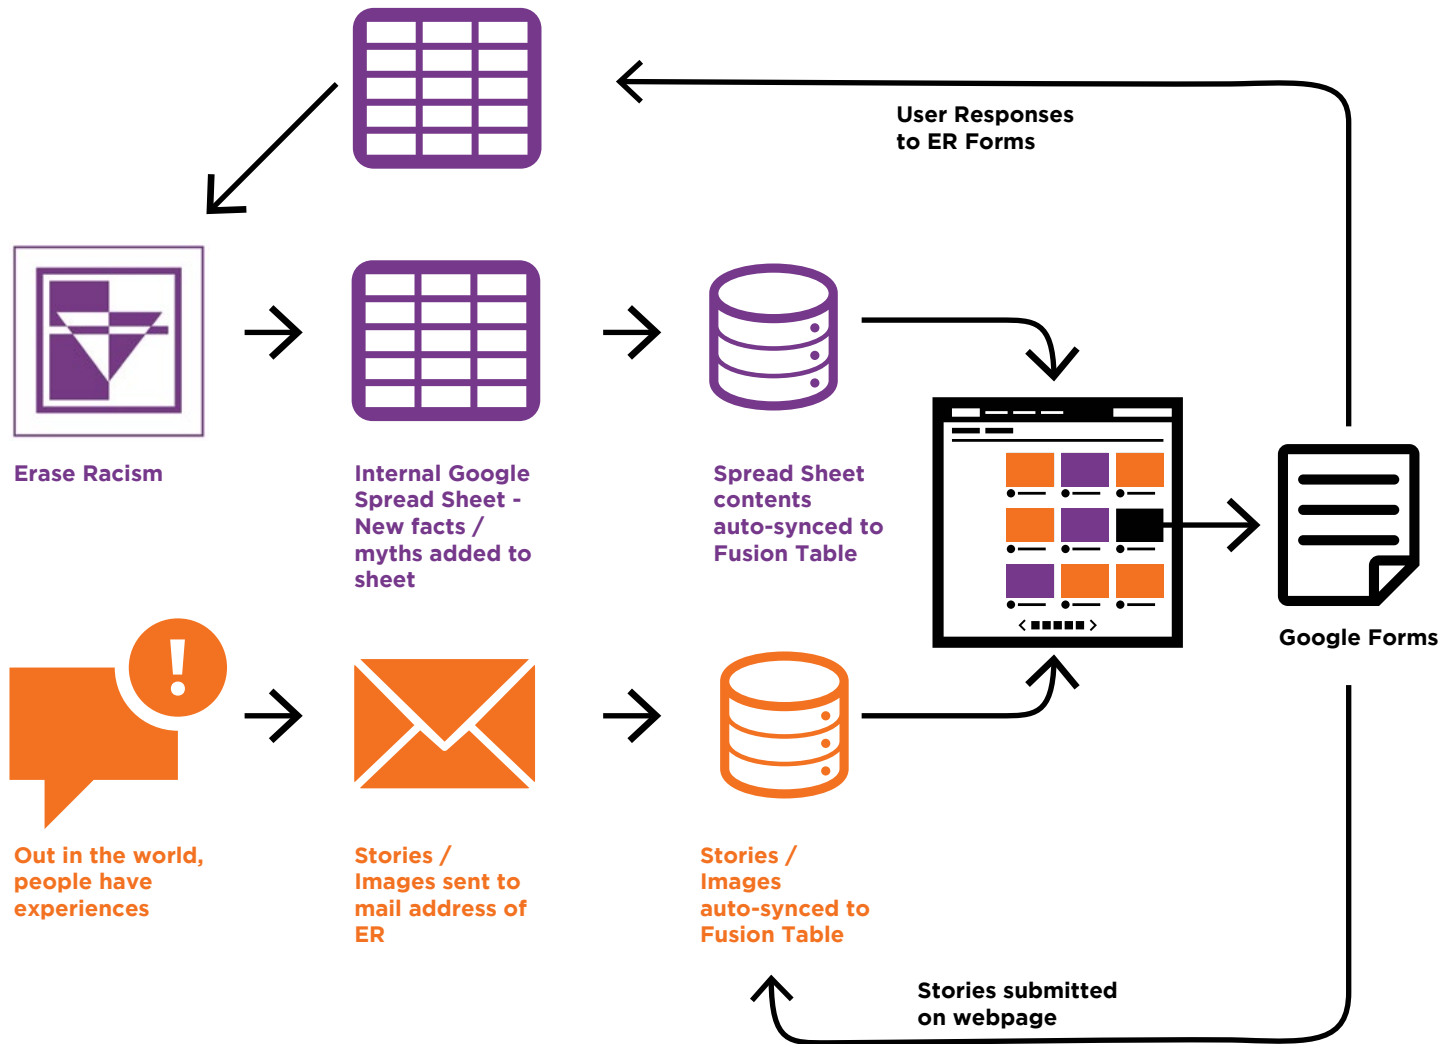 User Responses
to ER Forms
Erase Racism
Internal Google
Spread Sheet -
New facts /
myths added to
sheet
Spread Sheet
contents
auto-synced to
Fusion Table
Google Forms
Out in the world,
people have
experiences
Stories /
Images sent to
mail address of
ER
Stories /
Images
auto-synced to
Fusion Table
Stories submitted
on webpage